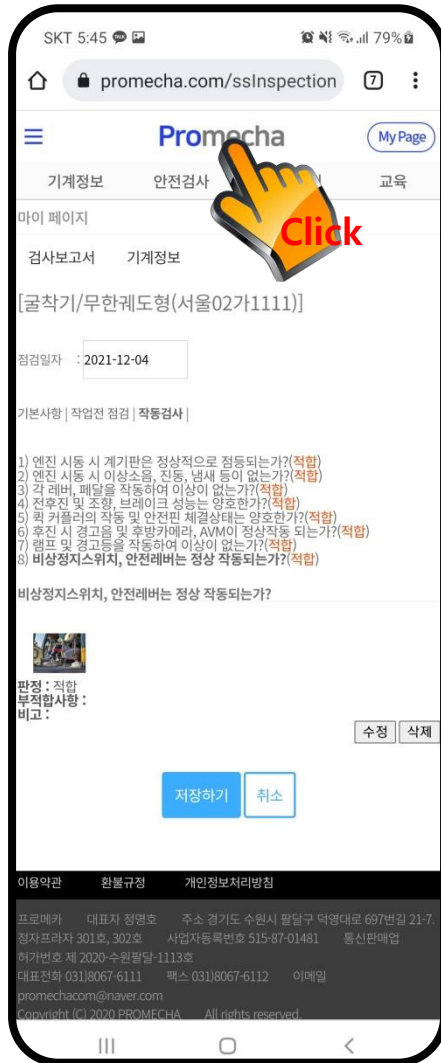 SKT 5:45 79%
promecha.com/ssInspection 7
Promecha My Page
기계정보 안전검사 교육
마이 페이지
검사보고서 기계정보
[굴착기/무한궤도형(서울02가1111)]
점검일자 : 2021-12-04
기본사항 | 작업전 점검 | 작동검사 |
1) 엔진 시동 시 계기판은 정상적으로 점등되는가?(적합)
2) 엔진 시동 시 이상소음, 진동, 냄새 등이 없는가?(적합)
3) 각 레버, 페달을 작동하여 이상이 없는가?(적합)
4) 전후진 및 조향, 브레이크 성능는 양호한가?(적합)
5) 퀵 커플러의 작동 및 안전핀 체결상태는 양호한가?(적합)
6) 후진 시 경고음 및 후방카메라, AVM이 정상작동 되는가?(적합)
7) 램프 및 경고등을 작동하여 이상이 없는가?(적합)
8) 비상정지스위치, 안전레버는 정상 작동되는가?(적합)
비상정지스위치, 안전레버는 정상 작동되는가?
판정 : 적합
부적합사항 :
비고 :
수정 삭제
저장하기 취소
이용약관 환불규정 개인정보처리방침
프로메카 대표자 정명호 주소 경기도 수원시 팔달구 덕영대로 697번길 21-7.
정자프라자 301호, 302호 사업자등록번호 515-87-01481 통신판매업
허가번호 제 2020-수원팔달-1113호
대표전화 031)8067-6111 팩스 031)8067-6112 이메일
promechacom@naver.com
Copyright (C) 2020 PROMECHA All rights reserved.
Click